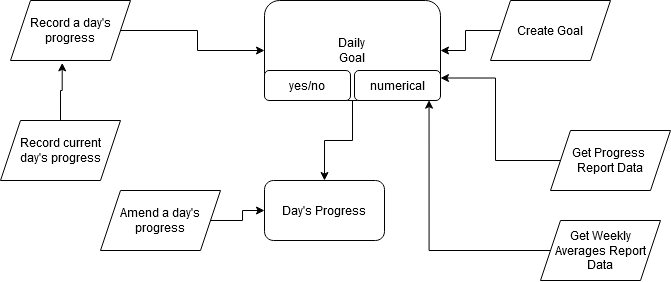 Record a day's
progress
Daily
Goal
Create Goal
yes/no
numerical
Record current
day's progress
Get Progress
Report Data
Amend a day's
progress
Day's Progress
Get Weekly
Averages Report
Data